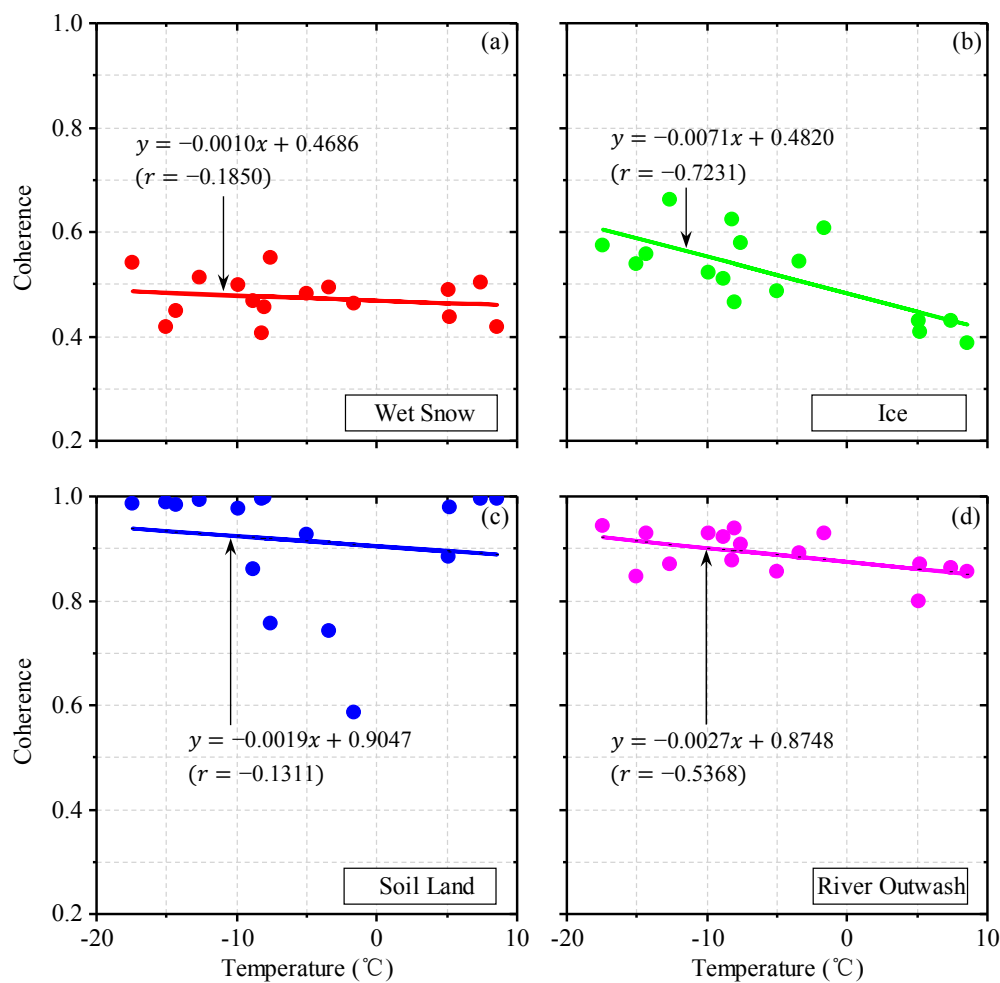 1.0
(a)
(b)
0.8
y = −0.0010x + 0.4686
(r = −0.1850)
y = −0.0071x + 0.4820
(r = −0.7231)
Coherence
0.6
0.4
Wet Snow
Ice
0.2
1.0
(c)
(d)
0.8
Coherence
0.6
y = −0.0019x + 0.9047
(r = −0.1311)
y = −0.0027x + 0.8748
(r = −0.5368)
0.4
Soil Land
River Outwash
0.2
-20 -10 0 10
-20 -10 0 10
Temperature (℃)
Temperature (℃)